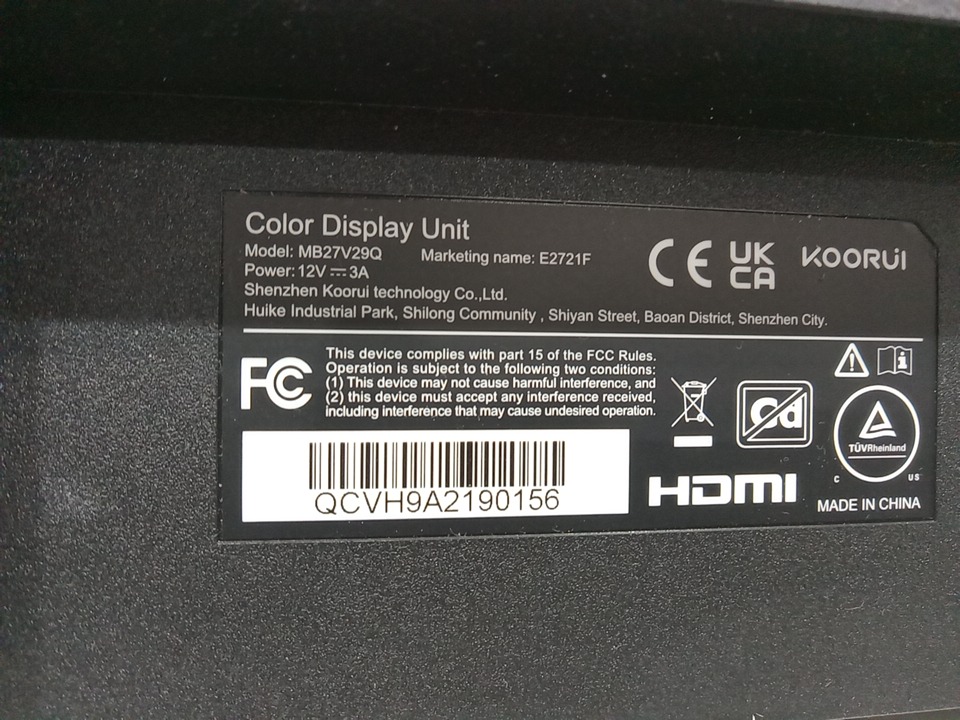 Color Display Unit
Model: MB27V29Q Marketing name: E2721F
Power: 12V ⎓ 3A
Shenzhen Koorui technology Co.,Ltd.
Huike Industrial Park, Shilong Community , Shiyan Street, Baoan District, Shenzhen City.
CE UK CA KOORUI
FC
This device complies with part 15 of the FCC Rules.
Operation is subject to the following two conditions:
(1) This device may not cause harmful interference, and
(2) this device must accept any interference received,
including interference that may cause undesired operation.
Cd
TÜVRheinland
C US
QCVH9A2190156
HDMI
MADE IN CHINA